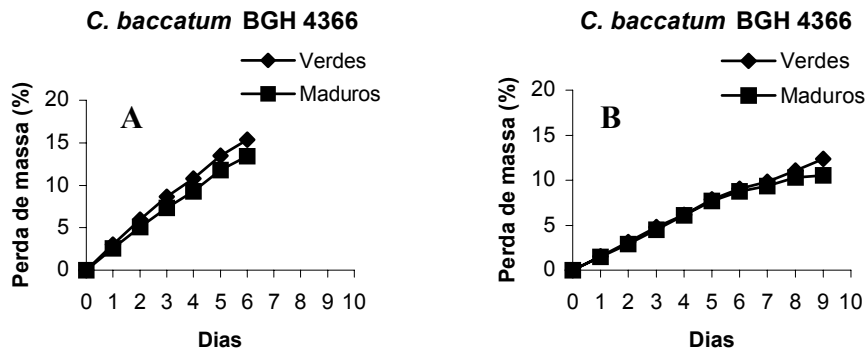 C. baccatum BGH 4366
Verdes
Maduros
A
Perda de massa (%)
20
15
10
5
0
0 1 2 3 4 5 6 7 8 9 10
Dias
C. baccatum BGH 4366
Verdes
Maduros
B
Perda de massa (%)
20
15
10
5
0
0 1 2 3 4 5 6 7 8 9 10
Dias